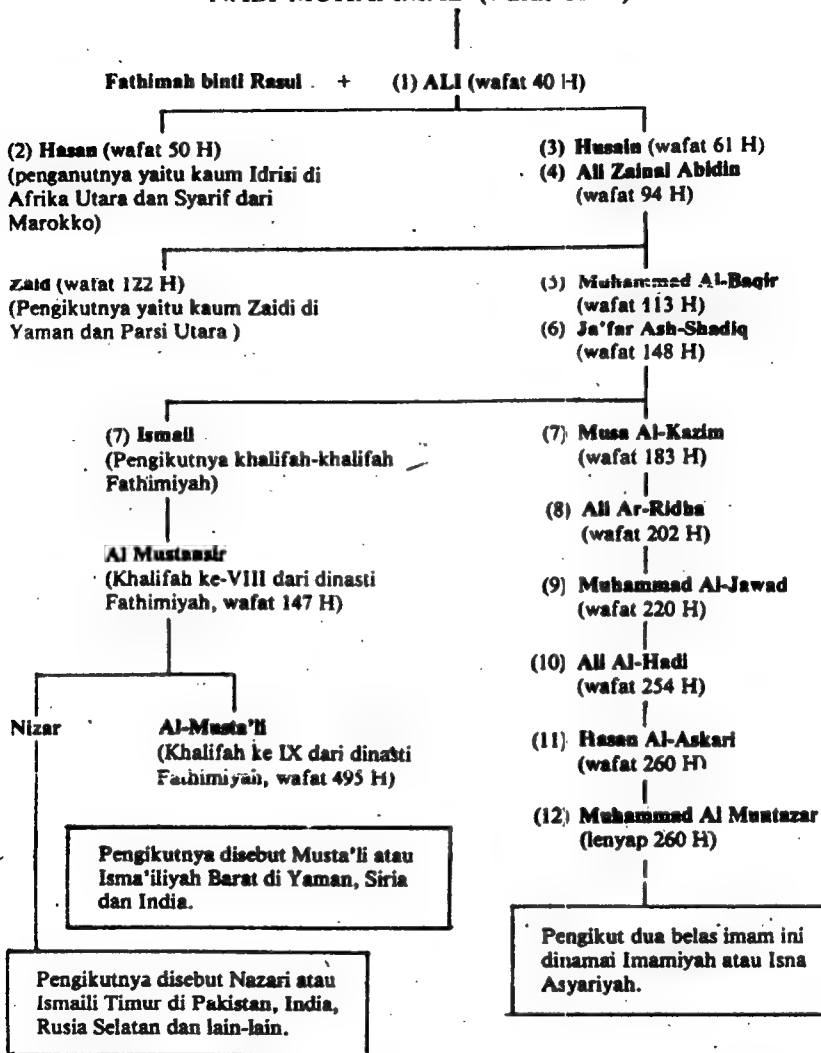 Fathimah binti Rasul + (1) ALI (wafat 40 H)
(2) Hasan (wafat 50 H)
(penganutnya yaitu kaum Idrisi di
Afrika Utara dan Syarif dari
Marokko)
(3) Husain (wafat 61 H)
(4) Ali Zainal Abidin
(wafat 94 H)
Zaid (wafat 122 H)
(Pengikutnya yaitu kaum Zaidi di
Yaman dan Parsi Utara )
(5) Muhammad Al-Baqir
(wafat 113 H)
(6) Ja'far Ash-Shadiq
(wafat 148 H)
(7) Ismail
(Pengikutnya khalifah-khalifah
Fathimiyah)
Al Mustansir
(Khalifah ke-VIII dari dinasti
Fathimiyah, wafat 147 H)
Nizar
Al-Musta'li
(Khalifah ke IX dari dinasti
Fathimiyah, wafat 495 H)
Pengikutnya disebut Musta'li atau
Isma'iliyah Barat di Yaman, Siria
dan India.
Pengikutnya disebut Nazari atau
Ismaili Timur di Pakistan, India,
Rusia Selatan dan lain-lain.
(7) Musa Al-Kazim
(wafat 183 H)
(8) Ali Ar-Ridha
(wafat 202 H)
(9) Muhammad Al-Jawad
(wafat 220 H)
(10) Ali Al-Hadi
(wafat 254 H)
(11) Hasan Al-Askari
(wafat 260 H)
(12) Muhammad Al Muntazar
(lenyap 260 H)
Pengikut dua belas imam ini
dinamai Imamiyah atau Isna
Asyariyah.